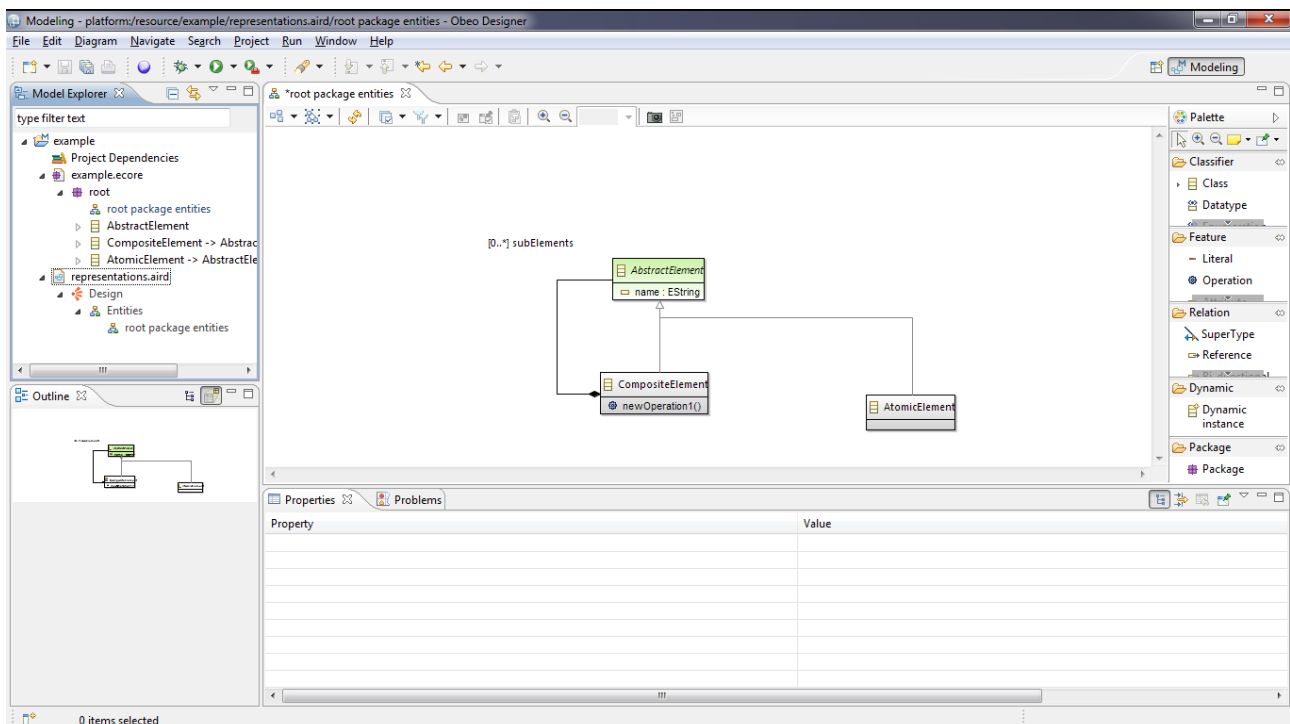 Modeling - platform:/resource/example/representations.aird/root package entities - Obeo Designer
File Edit Diagram Navigate Search Project Run Window Help
Modeling
Model Explorer
type filter text
example
Project Dependencies
example.ecore
root
root package entities
AbstractElement
CompositeElement -> Abstrac
AtomicElement -> AbstractEle
representations.aird
Design
Entities
root package entities
Outline
*root package entities
[0..*] subElements
AbstractElement
name : EString
CompositeElement
newOperation1()
AtomicElement
Palette
Classifier
Class
Datatype
Feature
Literal
Operation
Relation
SuperType
Reference
Dynamic
Dynamic
instance
Package
Package
Properties Problems
Property Value
0 items selected